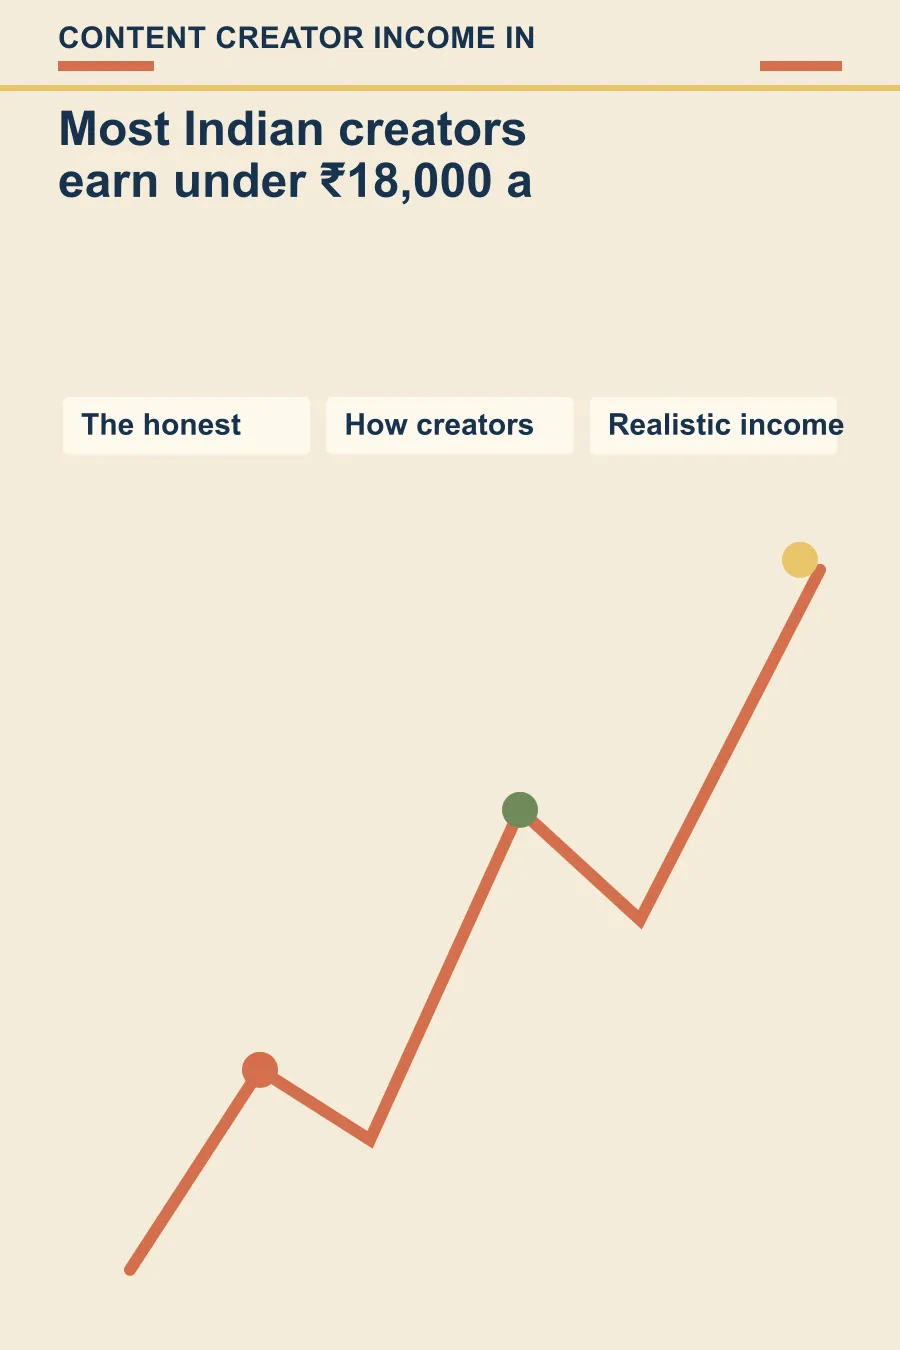 CONTENT CREATOR INCOME IN
Most Indian creators
earn under ₹18,000 a
The honest
How creators
Realistic income